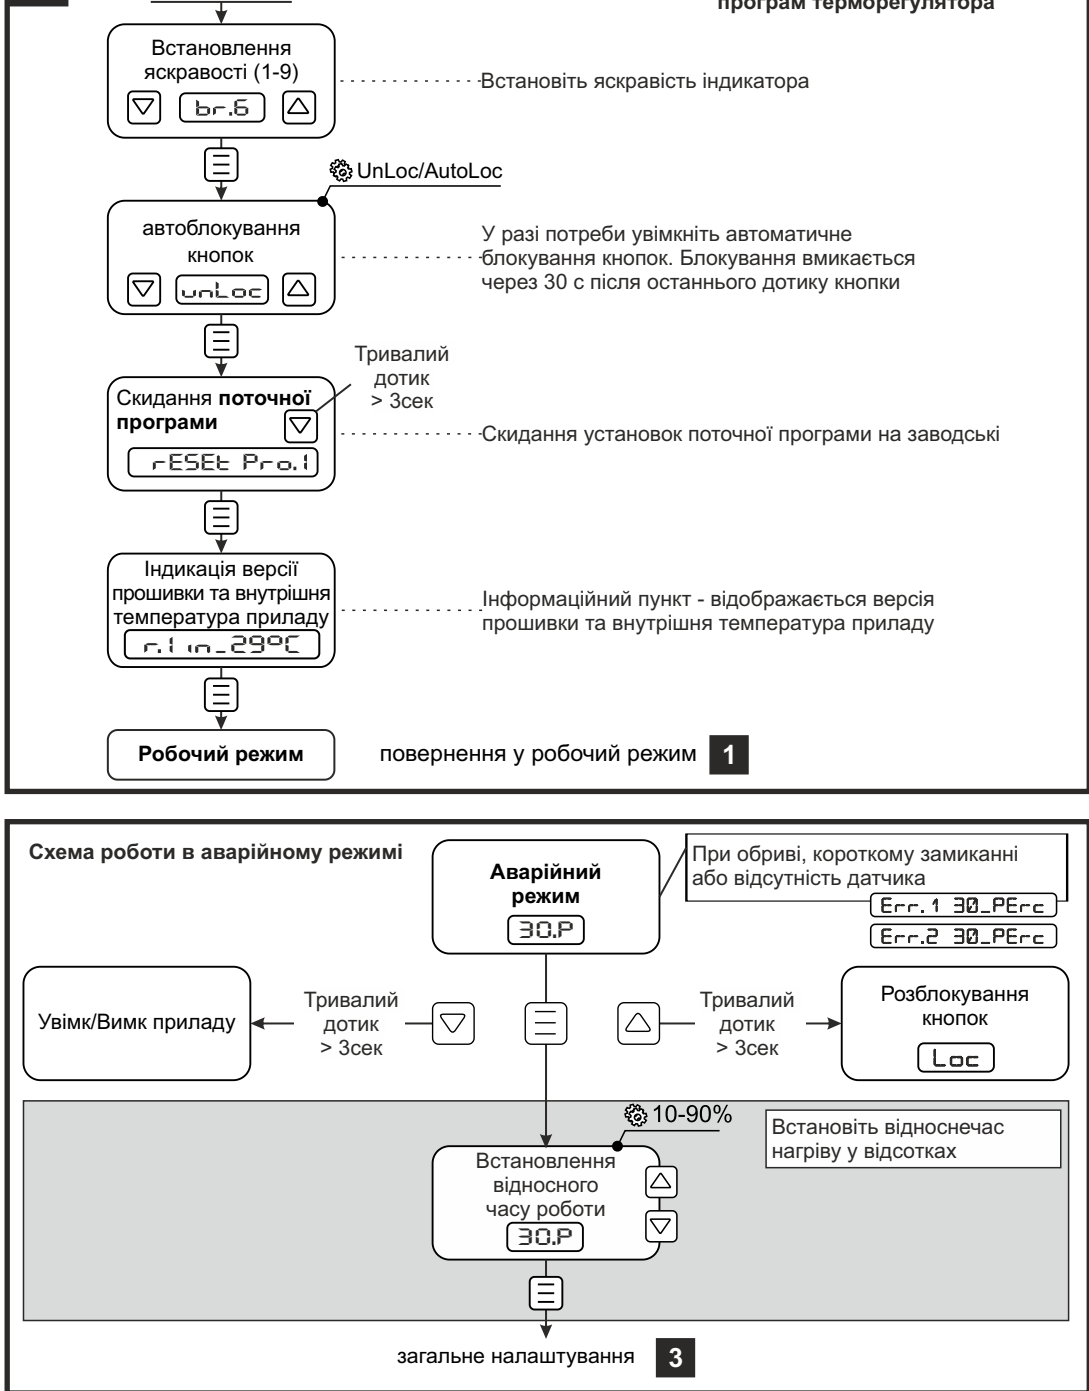 програм терморегулятора
Встановлення
яскравості (1-9)
br.6
Встановіть яскравість індикатора
UnLoc/AutoLoc
автоблокування
кнопок
unLoc
У разі потреби увімкніть автоматичне
блокування кнопок. Блокування вмикається
через 30 с після останнього дотику кнопки
Тривалий
дотик
> 3сек
Скидання поточної
програми
rESEt Pro.1
Скидання установок поточної програми на заводські
Індикація версії
прошивки та внутрішня
температура приладу
r.1 in_29ºC
Інформаційний пункт - відображається версія
прошивки та внутрішня температура приладу
Робочий режим
повернення у робочий режим 1
Схема роботи в аварійному режимі
Аварійний
режим
30.P
При обриві, короткому замиканні
або відсутність датчика
Err.1 30_PErc
Err.2 30_PErc
Увімк/Вимк приладу
Тривалий
дотик
> 3сек
Тривалий
дотик
> 3сек
Розблокування
кнопок
Loc
10-90%
Встановіть відноснечас
нагріву у відсотках
Встановлення
відносного
часу роботи
30.P
загальне налаштування 3